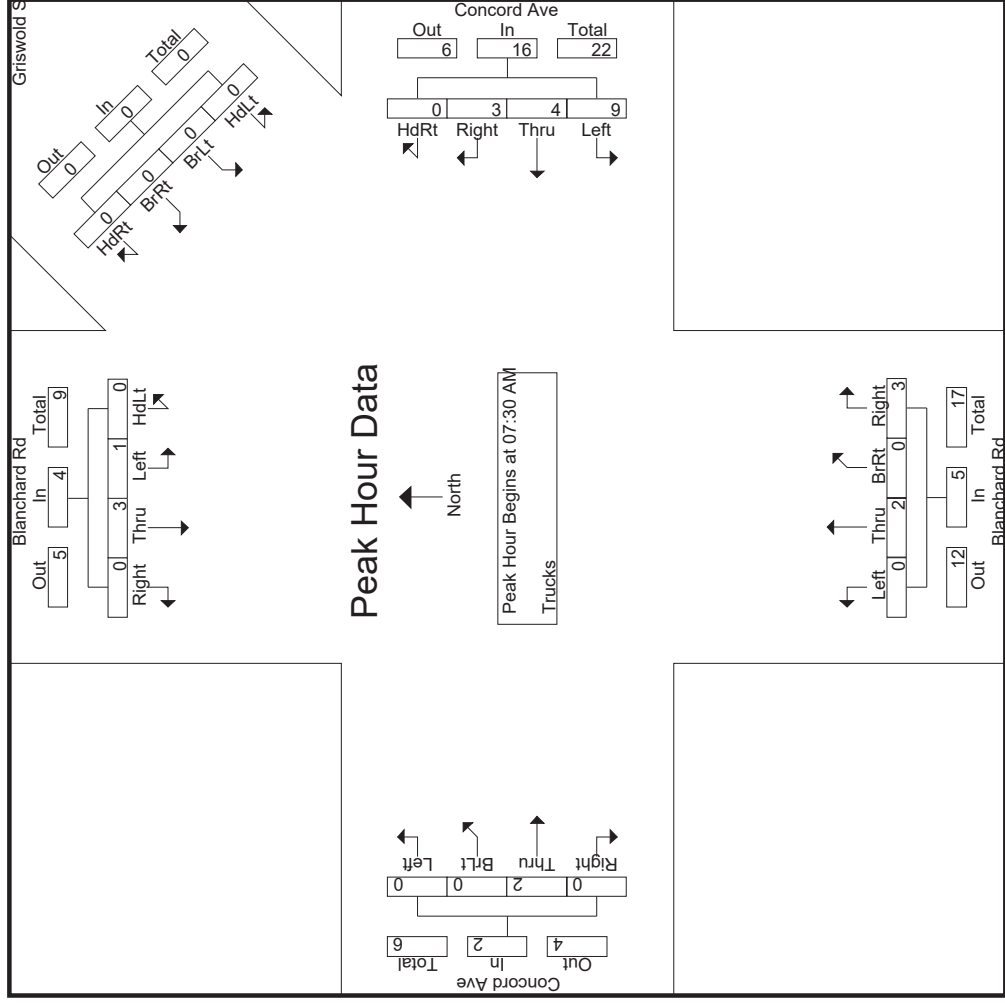 Griswold S
Out
0
In
0
Total
0
HdRt
0
BrRt
0
BrLt
0
HdLt
0
Concord Ave
Out
6
In
16
Total
22
0
3
4
9
HdRt
Right
Thru
Left
Blanchard Rd
Out
5
In
4
Total
9
0
3
1
0
Right
Thru
Left
HdLt
Peak Hour Data
North
Peak Hour Begins at 07:30 AM
Trucks
Left
BrLt
Thru
Right
0
0
2
0
Total
6
In
2
Out
4
Concord Ave
Left
Thru
BrRt
Right
0
2
0
3
12
5
17
Out
In
Total
Blanchard Rd